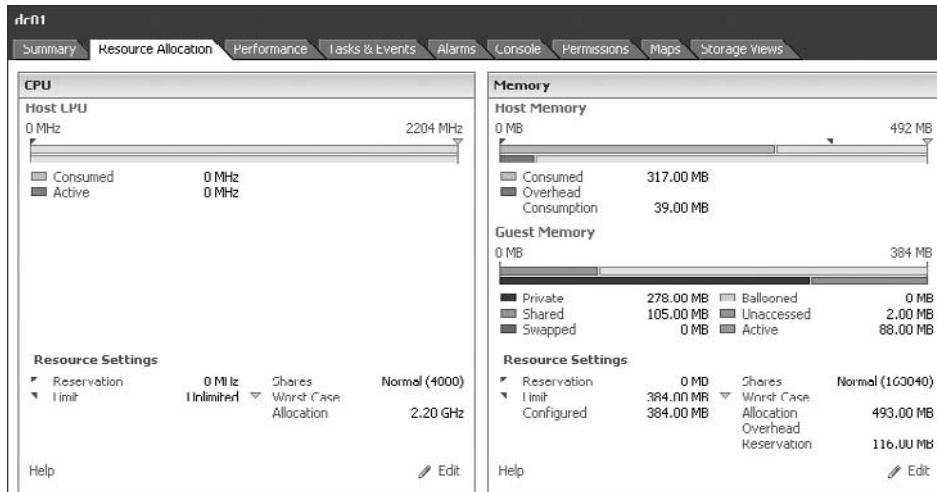 dr01
Summary Resource Allocation Performance Tasks & Events Alarms Console Permissions Maps Storage Views
CPU
Host CPU
0 MHz 2204 MHz
Consumed 0 MHz
Active 0 MHz
Resource Settings
Reservation 0 MHz Shares Normal (4000)
Limit Unlimited Worst Case
Allocation 2.20 GHz
Help Edit
Memory
Host Memory
0 MB 492 MB
Consumed 317.00 MB
Overhead
Consumption 39.00 MB
Guest Memory
0 MB 384 MB
Private 278.00 MB Ballooned 0 MB
Shared 105.00 MB Unaccessed 2.00 MB
Swapped 0 MB Active 88.00 MB
Resource Settings
Reservation 0 MB Shares Normal (163040)
Limit 384.00 MB Worst Case
Configured 384.00 MB Allocation 493.00 MB
Overhead
Reservation 116.00 MB
Help Edit